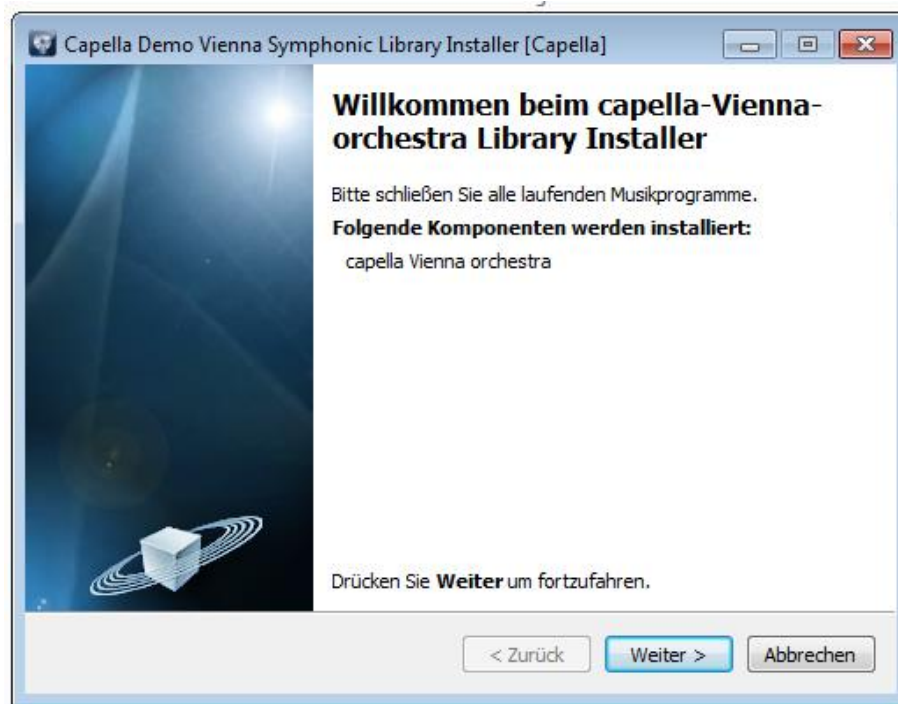 Capella Demo Vienna Symphonic Library Installer [Capella]
Willkommen beim capella-Vienna-
orchestra Library Installer
Bitte schließen Sie alle laufenden Musikprogramme.
Folgende Komponenten werden installiert:
capella Vienna orchestra
Drücken Sie Weiter um fortzufahren.
< Zurück Weiter > Abbrechen